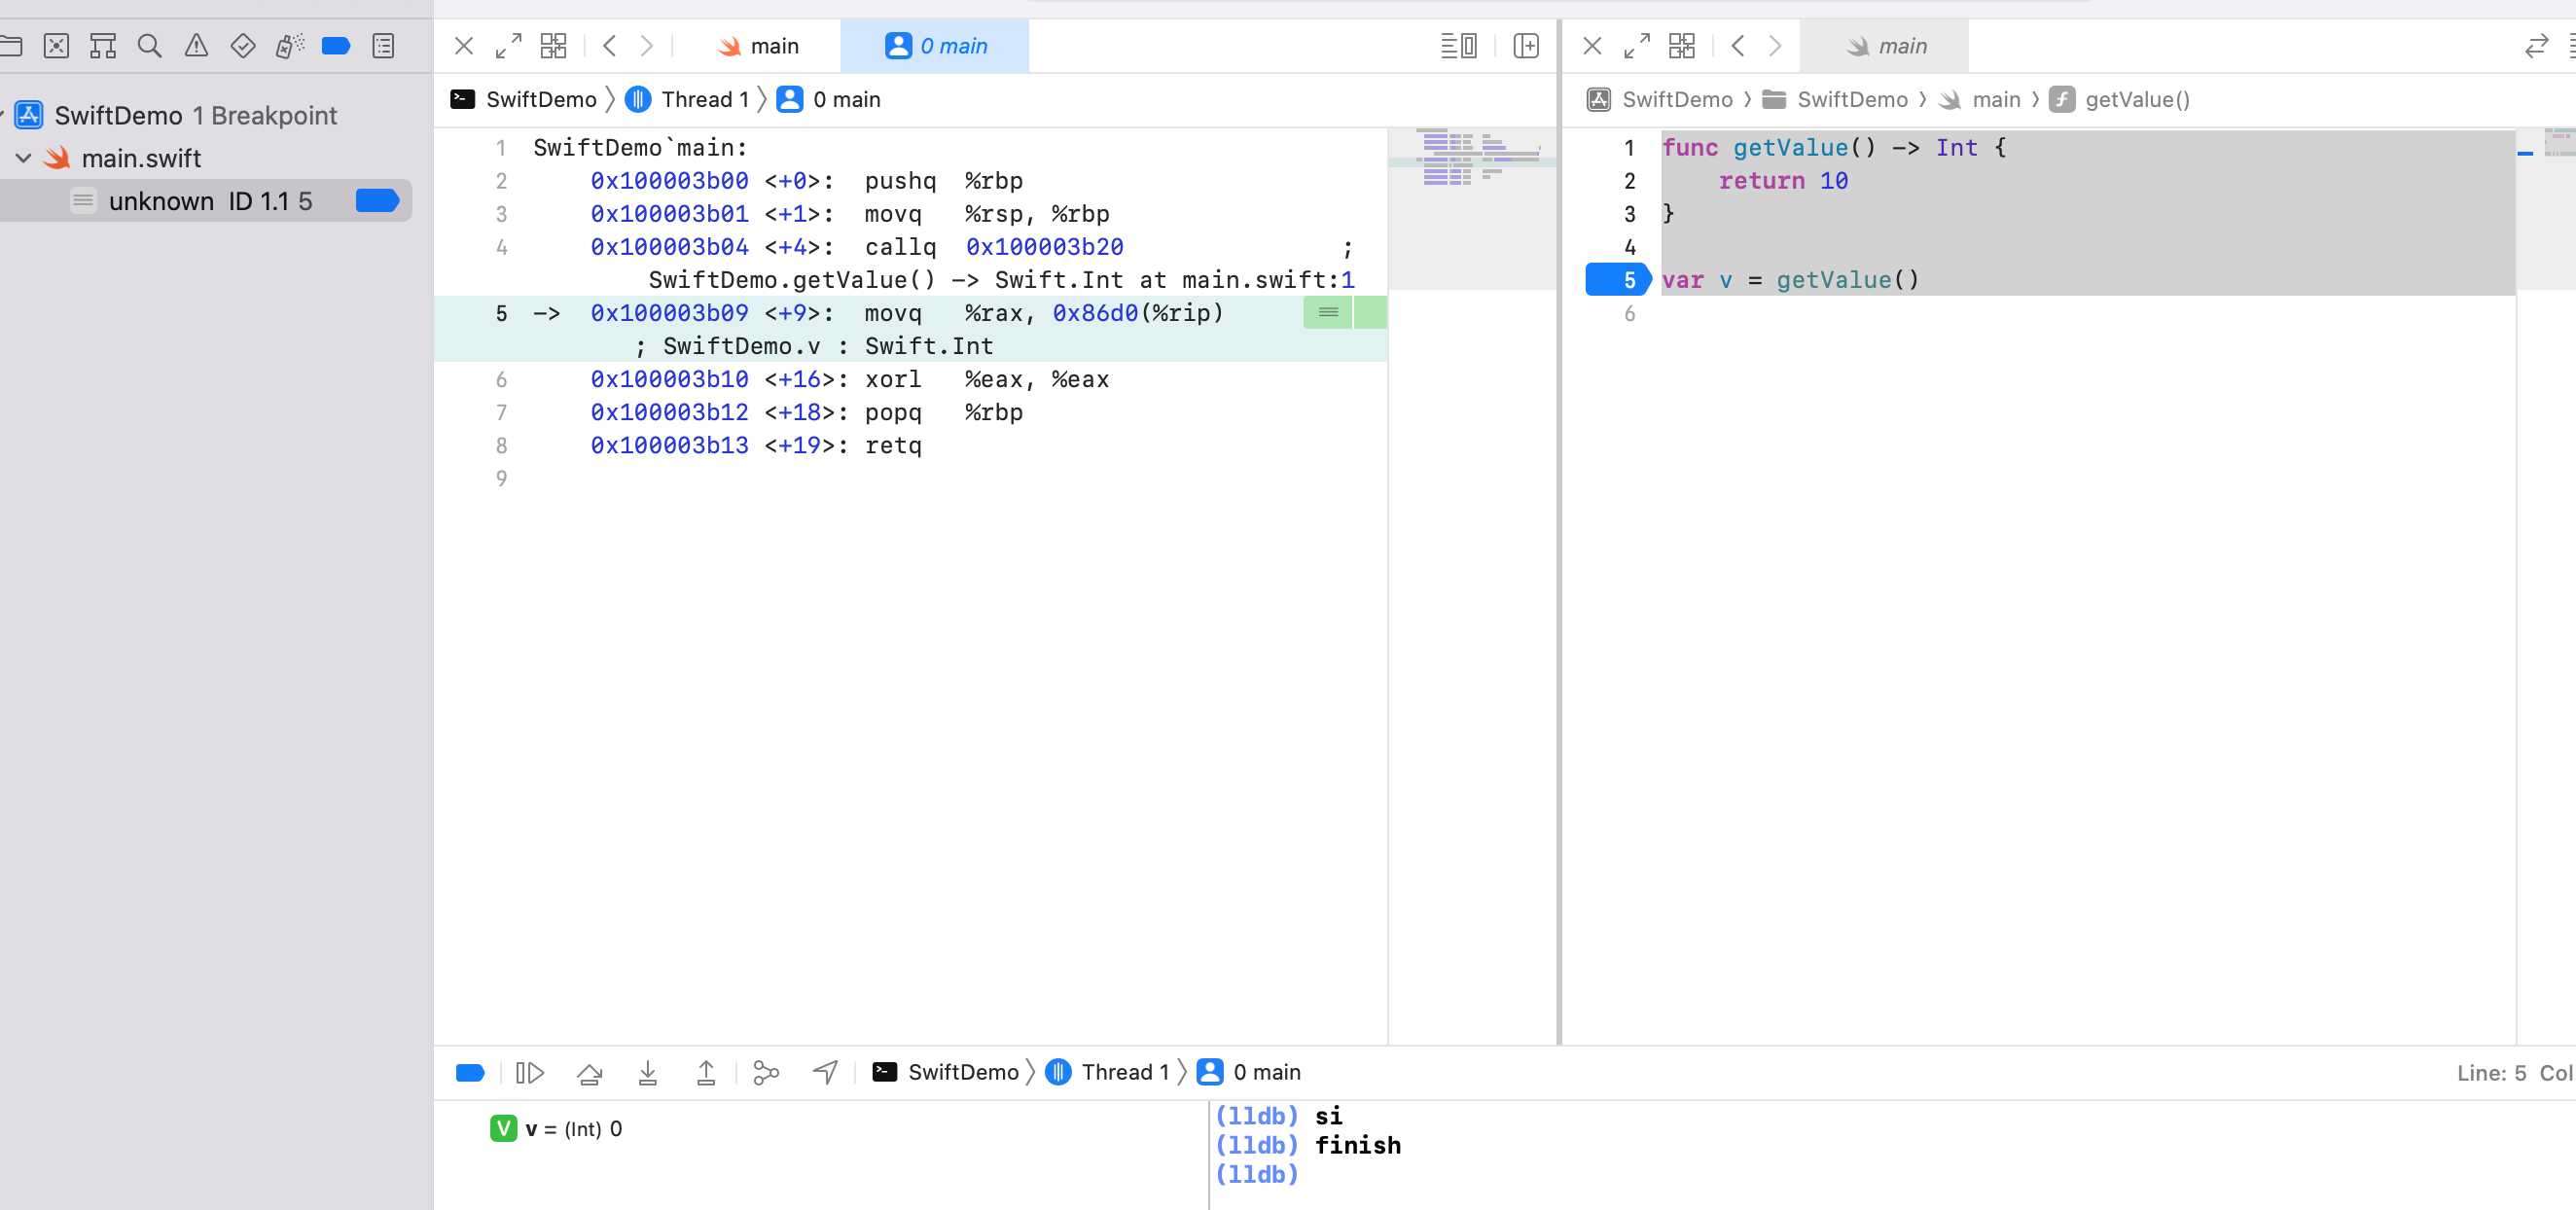 SwiftDemo 1 Breakpoint
main.swift
unknown ID 1.1 5
main
0 main
SwiftDemo Thread 1 0 main
1 SwiftDemo`main:
2 0x100003b00 <+0>: pushq %rbp
3 0x100003b01 <+1>: movq %rsp, %rbp
4 0x100003b04 <+4>: callq 0x100003b20 ;
SwiftDemo.getValue() -> Swift.Int at main.swift:1
5 -> 0x100003b09 <+9>: movq %rax, 0x86d0(%rip)
; SwiftDemo.v : Swift.Int
6 0x100003b10 <+16>: xorl %eax, %eax
7 0x100003b12 <+18>: popq %rbp
8 0x100003b13 <+19>: retq
9
main
SwiftDemo SwiftDemo main getValue()
1 func getValue() -> Int {
2 return 10
3 }
4
5 var v = getValue()
6
SwiftDemo Thread 1 0 main
Line: 5 Col
V v = (Int) 0
(lldb) si
(lldb) finish
(lldb)